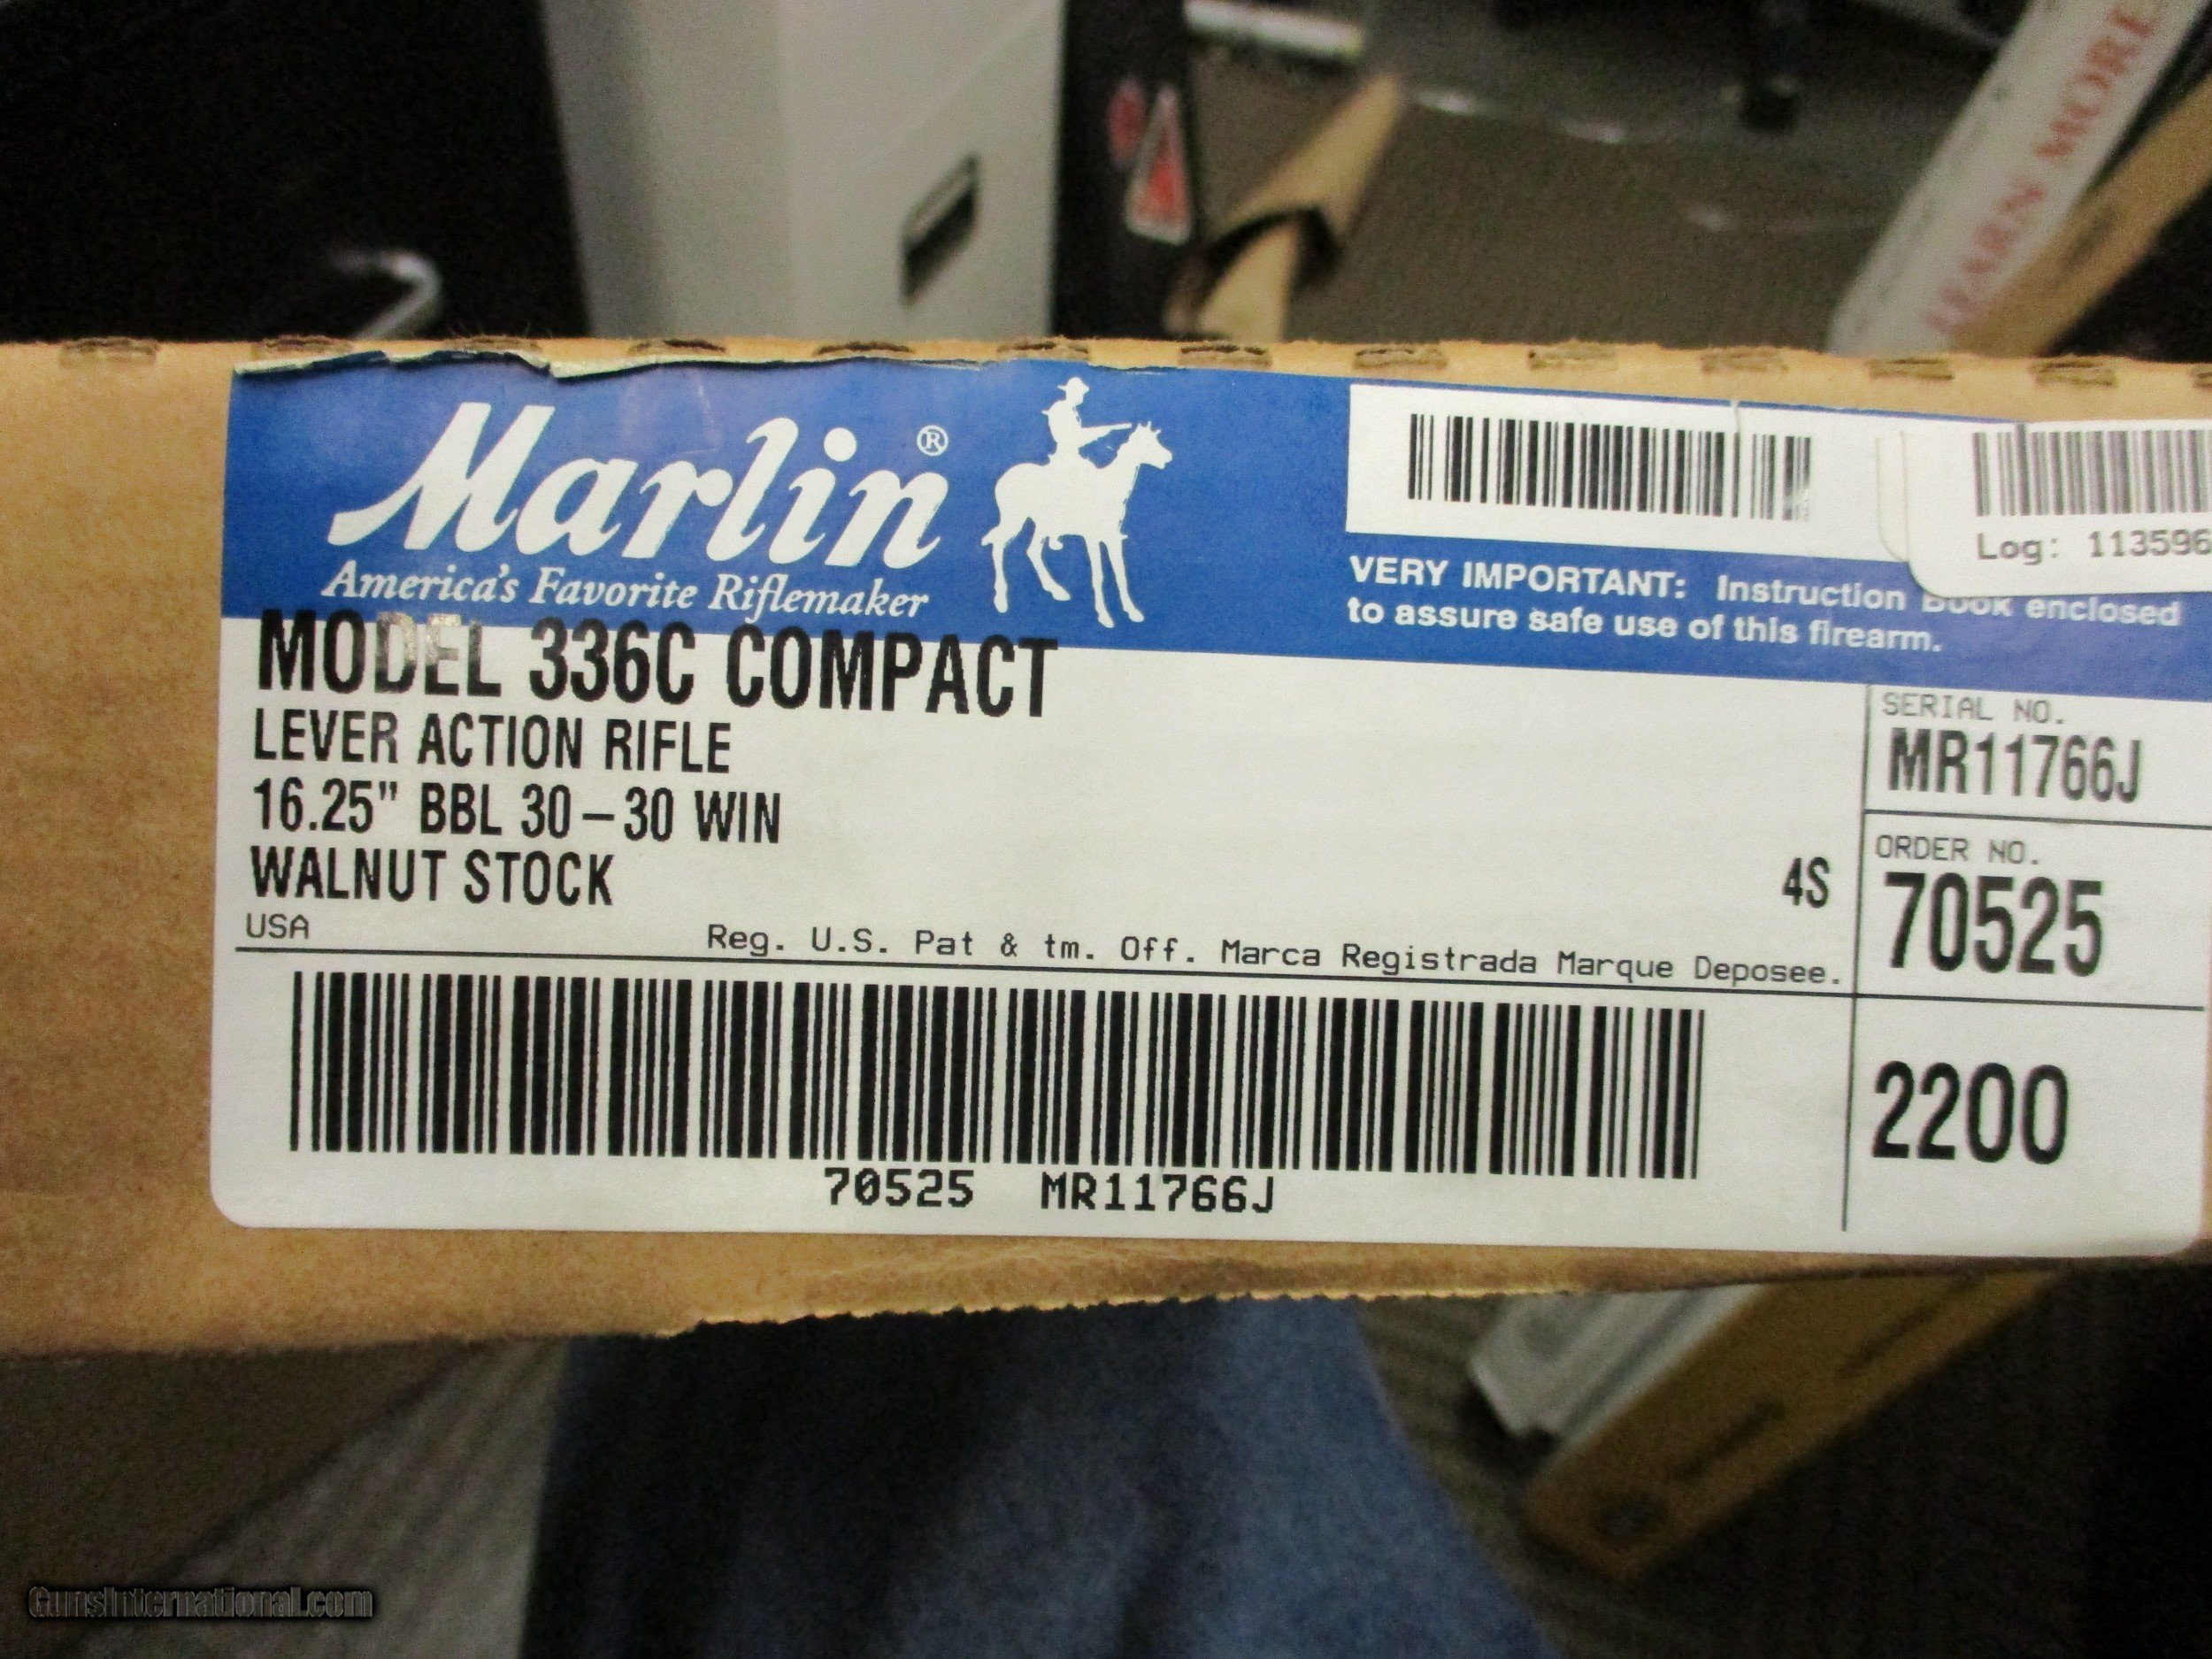 LEARN MORE
Marlin®
America's Favorite Riflemaker
Log: 113596
VERY IMPORTANT: Instruction Book enclosed
to assure safe use of this firearm.
MODEL 336C COMPACT
LEVER ACTION RIFLE
16.25" BBL 30-30 WIN
WALNUT STOCK
4S
USA
Reg. U.S. Pat & tm. Off. Marca Registrada Marque Deposee.
SERIAL NO.
MR11766J
ORDER NO.
70525
2200
70525 MR11766J
GunsInternational.com